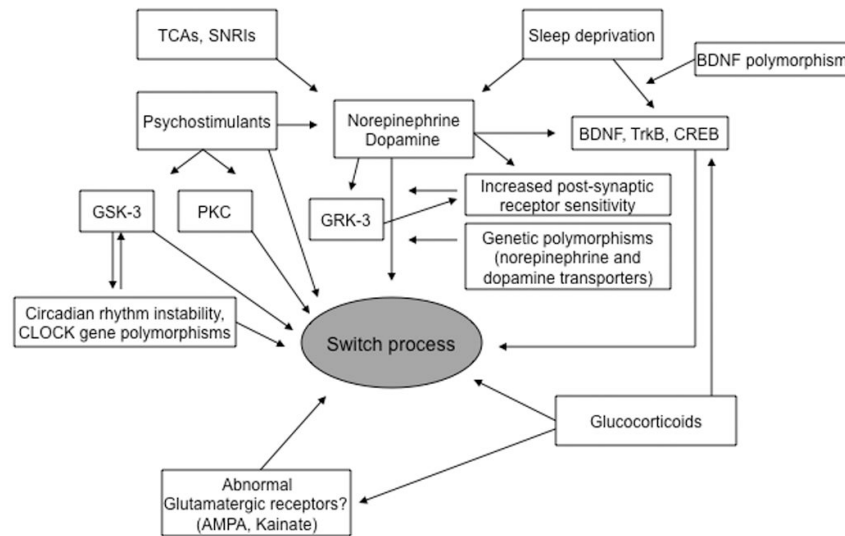 TCAs, SNRIs
Sleep deprivation
BDNF polymorphism
Psychostimulants
Norepinephrine
Dopamine
BDNF, TrkB, CREB
GSK-3
PKC
GRK-3
Increased post-synaptic
receptor sensitivity
Genetic polymorphisms
(norepinephrine and
dopamine transporters)
Circadian rhythm instability,
CLOCK gene polymorphisms
Switch process
Glucocorticoids
Abnormal
Glutamatergic receptors?
(AMPA, Kainate)